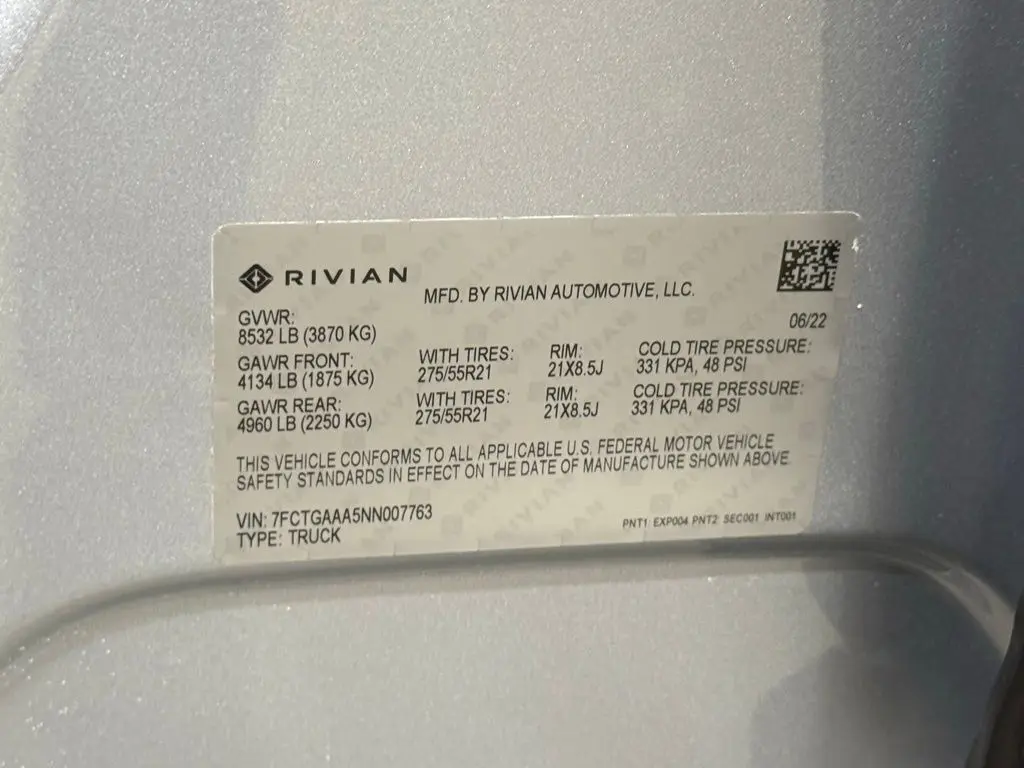 RIVIAN
MFD. BY RIVIAN AUTOMOTIVE, LLC.
06/22
GVWR:
8532 LB (3870 KG)
GAWR FRONT: WITH TIRES: RIM: COLD TIRE PRESSURE:
4134 LB (1875 KG) 275/55R21 21X8.5J 331 KPA, 48 PSI
GAWR REAR: WITH TIRES: RIM: COLD TIRE PRESSURE:
4960 LB (2250 KG) 275/55R21 21X8.5J 331 KPA, 48 PSI
THIS VEHICLE CONFORMS TO ALL APPLICABLE U.S. FEDERAL MOTOR VEHICLE
SAFETY STANDARDS IN EFFECT ON THE DATE OF MANUFACTURE SHOWN ABOVE
VIN: 7FCTGAAA5NN007763
TYPE: TRUCK
PNT1 EXP004 PNT2 SEC001 INT001